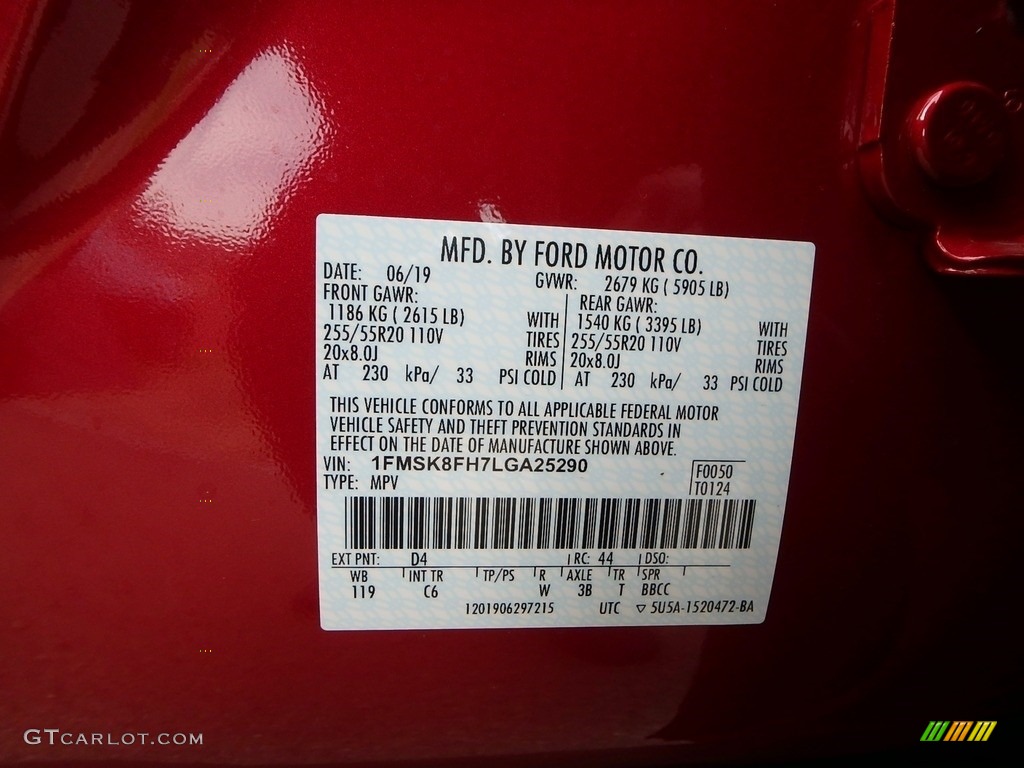 MFD. BY FORD MOTOR CO.
DATE: 06/19 GVWR: 2679 KG ( 5905 LB)
FRONT GAWR: REAR GAWR:
1186 KG ( 2615 LB) WITH 1540 KG ( 3395 LB) WITH
255/55R20 110V TIRES 255/55R20 110V TIRES
20x8.0J RIMS 20x8.0J RIMS
AT 230 kPa/ 33 PSI COLD AT 230 kPa/ 33 PSI COLD
THIS VEHICLE CONFORMS TO ALL APPLICABLE FEDERAL MOTOR
VEHICLE SAFETY AND THEFT PREVENTION STANDARDS IN
EFFECT ON THE DATE OF MANUFACTURE SHOWN ABOVE.
VIN: 1FMSK8FH7LGA25290 F0050
TYPE: MPV T0124
EXT PNT: D4 RC: 44 DSO:
WB INT TR TP/PS R AXLE TR SPR
119 C6 W 3B T BBCC
1201906297215 UTC ▽ 5U5A-1520472-BA
GTCARLOT.COM